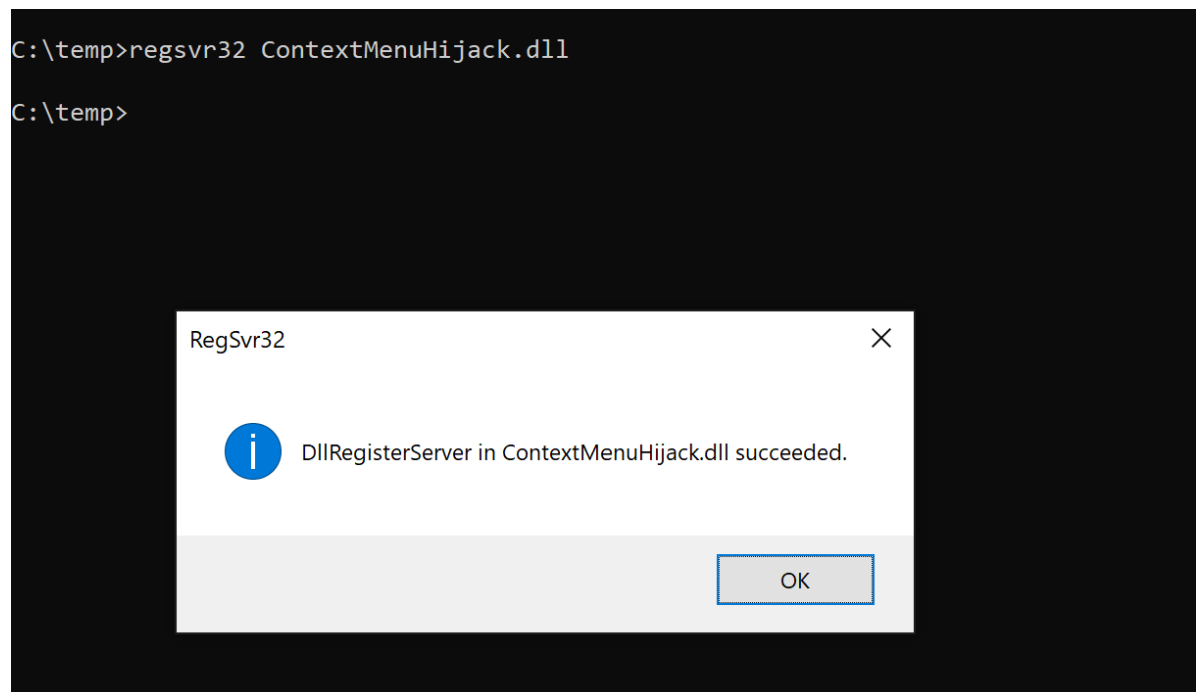 C:\temp>regsvr32 ContextMenuHijack.dll
C:\temp>
RegSvr32
DllRegisterServer in ContextMenuHijack.dll succeeded.
OK